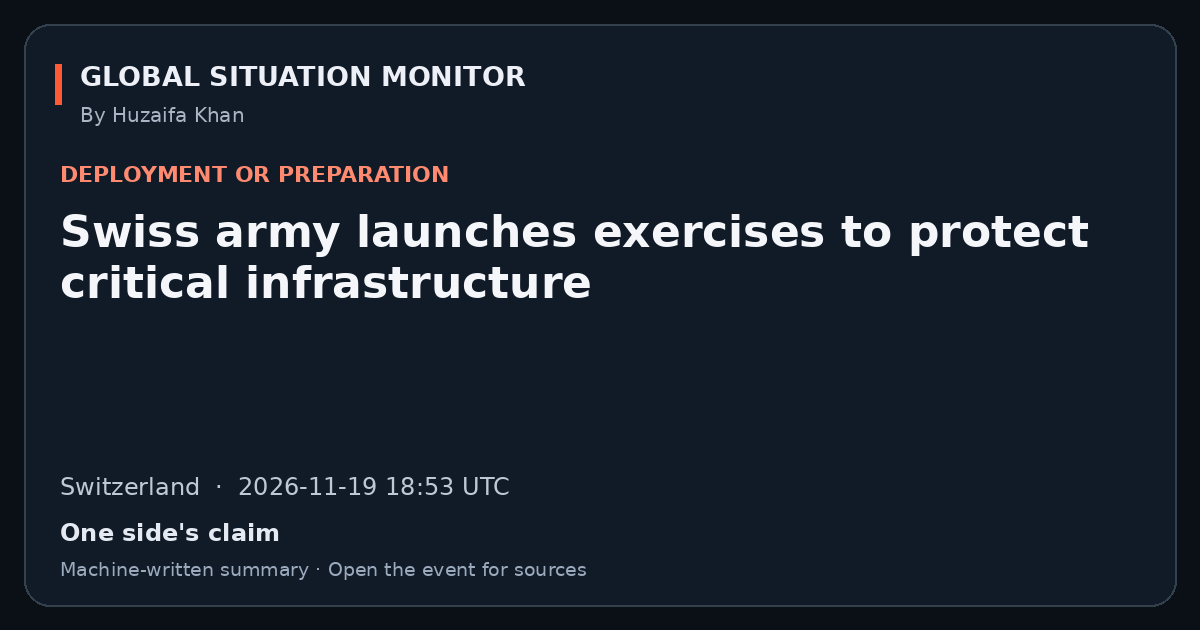 GLOBAL SITUATION MONITOR
By Huzaifa Khan
DEPLOYMENT OR PREPARATION
Swiss army launches exercises to protect
critical infrastructure
Switzerland · 2026-11-19 18:53 UTC
One side's claim
Machine-written summary · Open the event for sources